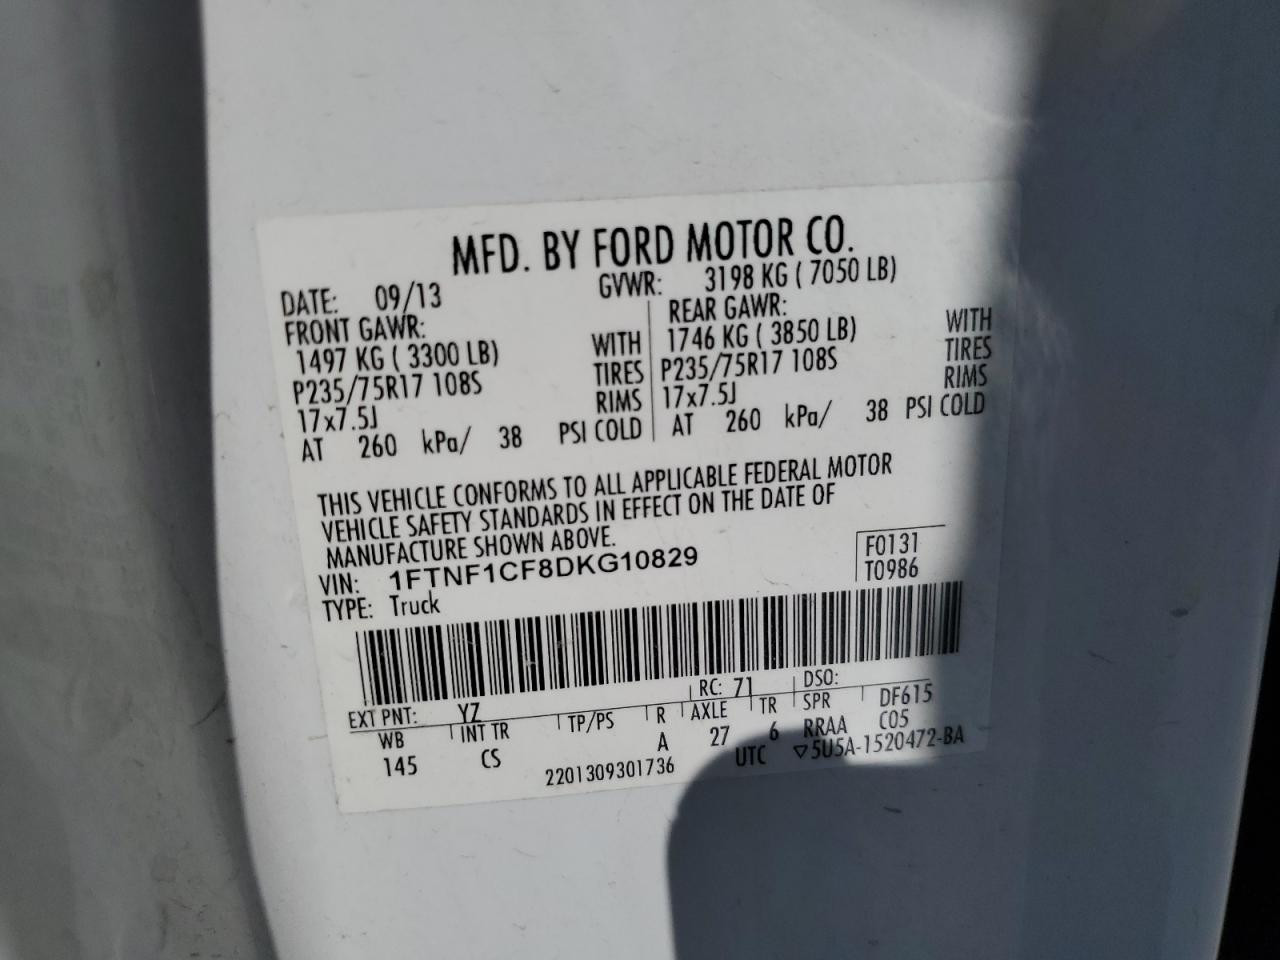 MFD. BY FORD MOTOR CO.
DATE: 09/13 GVWR: 3198 KG ( 7050 LB)
FRONT GAWR: REAR GAWR:
1497 KG ( 3300 LB) WITH 1746 KG ( 3850 LB) WITH
P235/75R17 108S TIRES P235/75R17 108S TIRES
17x7.5J RIMS 17x7.5J RIMS
AT 260 kPa/ 38 PSI COLD AT 260 kPa/ 38 PSI COLD
THIS VEHICLE CONFORMS TO ALL APPLICABLE FEDERAL MOTOR
VEHICLE SAFETY STANDARDS IN EFFECT ON THE DATE OF
MANUFACTURE SHOWN ABOVE.
VIN: 1FTNF1CF8DKG10829 F0131
TYPE: Truck T0986
EXT PNT: YZ RC: 71 DSO:
WB INT TR TP/PS R AXLE TR SPR DF615
145 CS A 27 6 RRAA C05
2201309301736 UTC ▽5U5A-1520472-BA